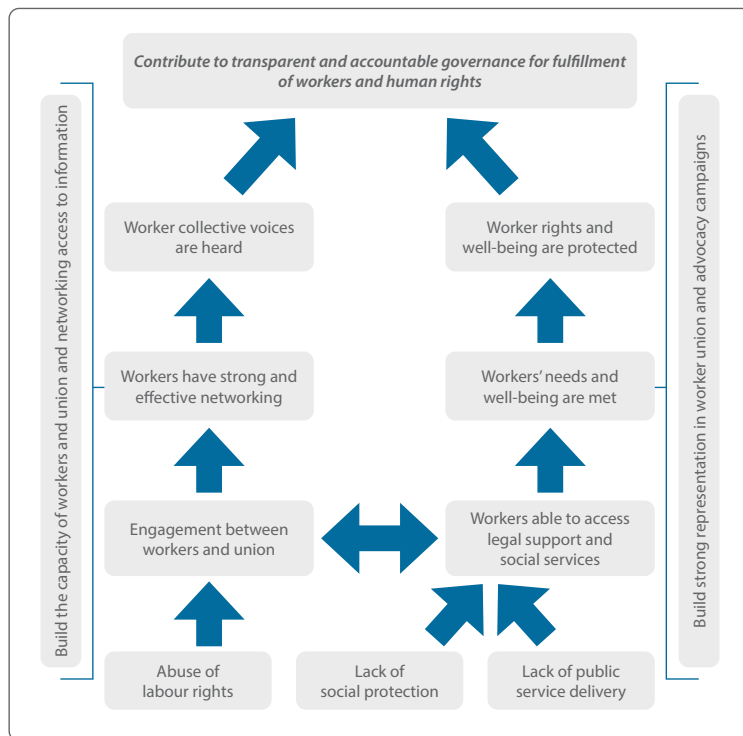 Contribute to transparent and accountable governance for fulfillment
of workers and human rights
Build the capacity of workers and union and networking access to information
Build strong representation in worker union and advocacy campaigns
Worker collective voices
are heard
Worker rights and
well-being are protected
Workers have strong and
effective networking
Workers’ needs and
well-being are met
Engagement between
workers and union
Workers able to access
legal support and
social services
Abuse of
labour rights
Lack of
social protection
Lack of public
service delivery